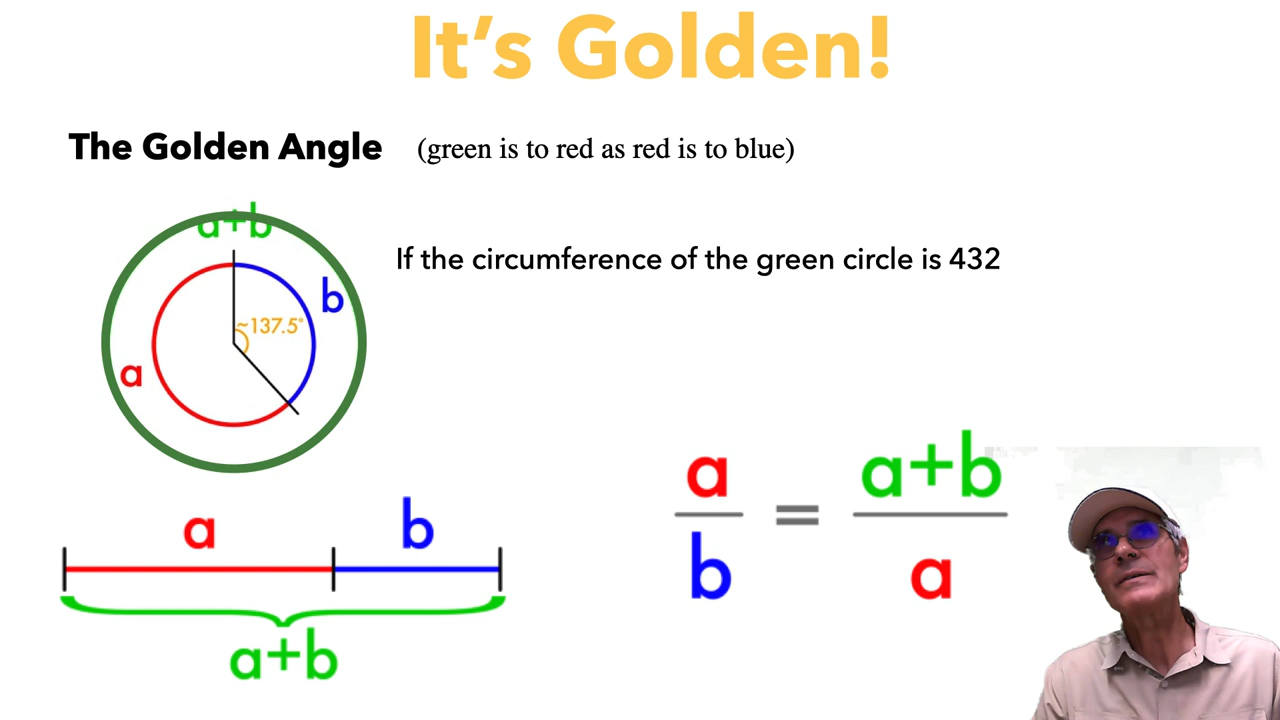 It’s Golden!
The Golden Angle (green is to red as red is to blue)
a+b
If the circumference of the green circle is 432
b
~137.5°
a
a b
a+b
a/b = a+b/a